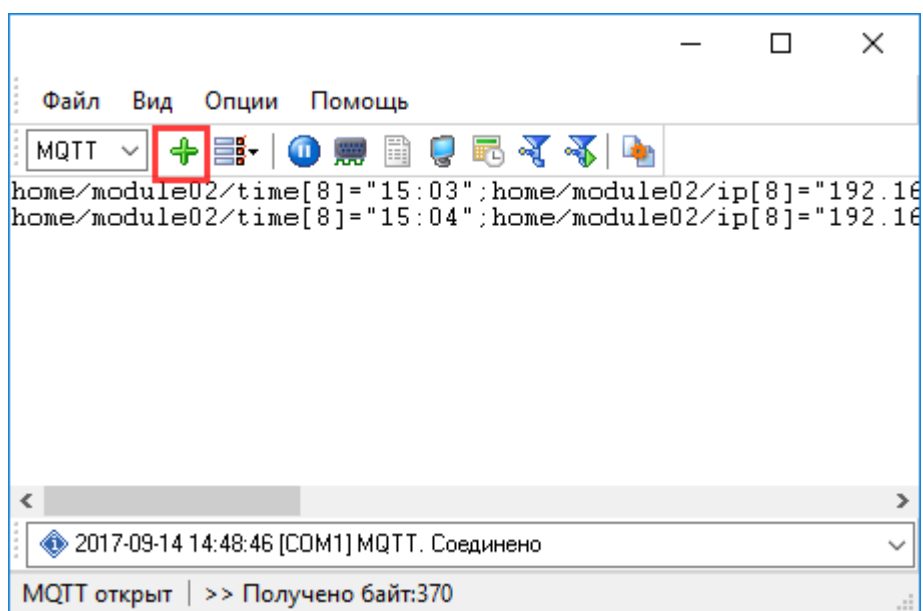 Файл Вид Опции Помощь
MQTT
home/module02/time[8]="15:03";home/module02/ip[8]="192.16
home/module02/time[8]="15:04";home/module02/ip[8]="192.16
2017-09-14 14:48:46 [COM1] MQTT. Соединено
MQTT открыт | >> Получено байт:370